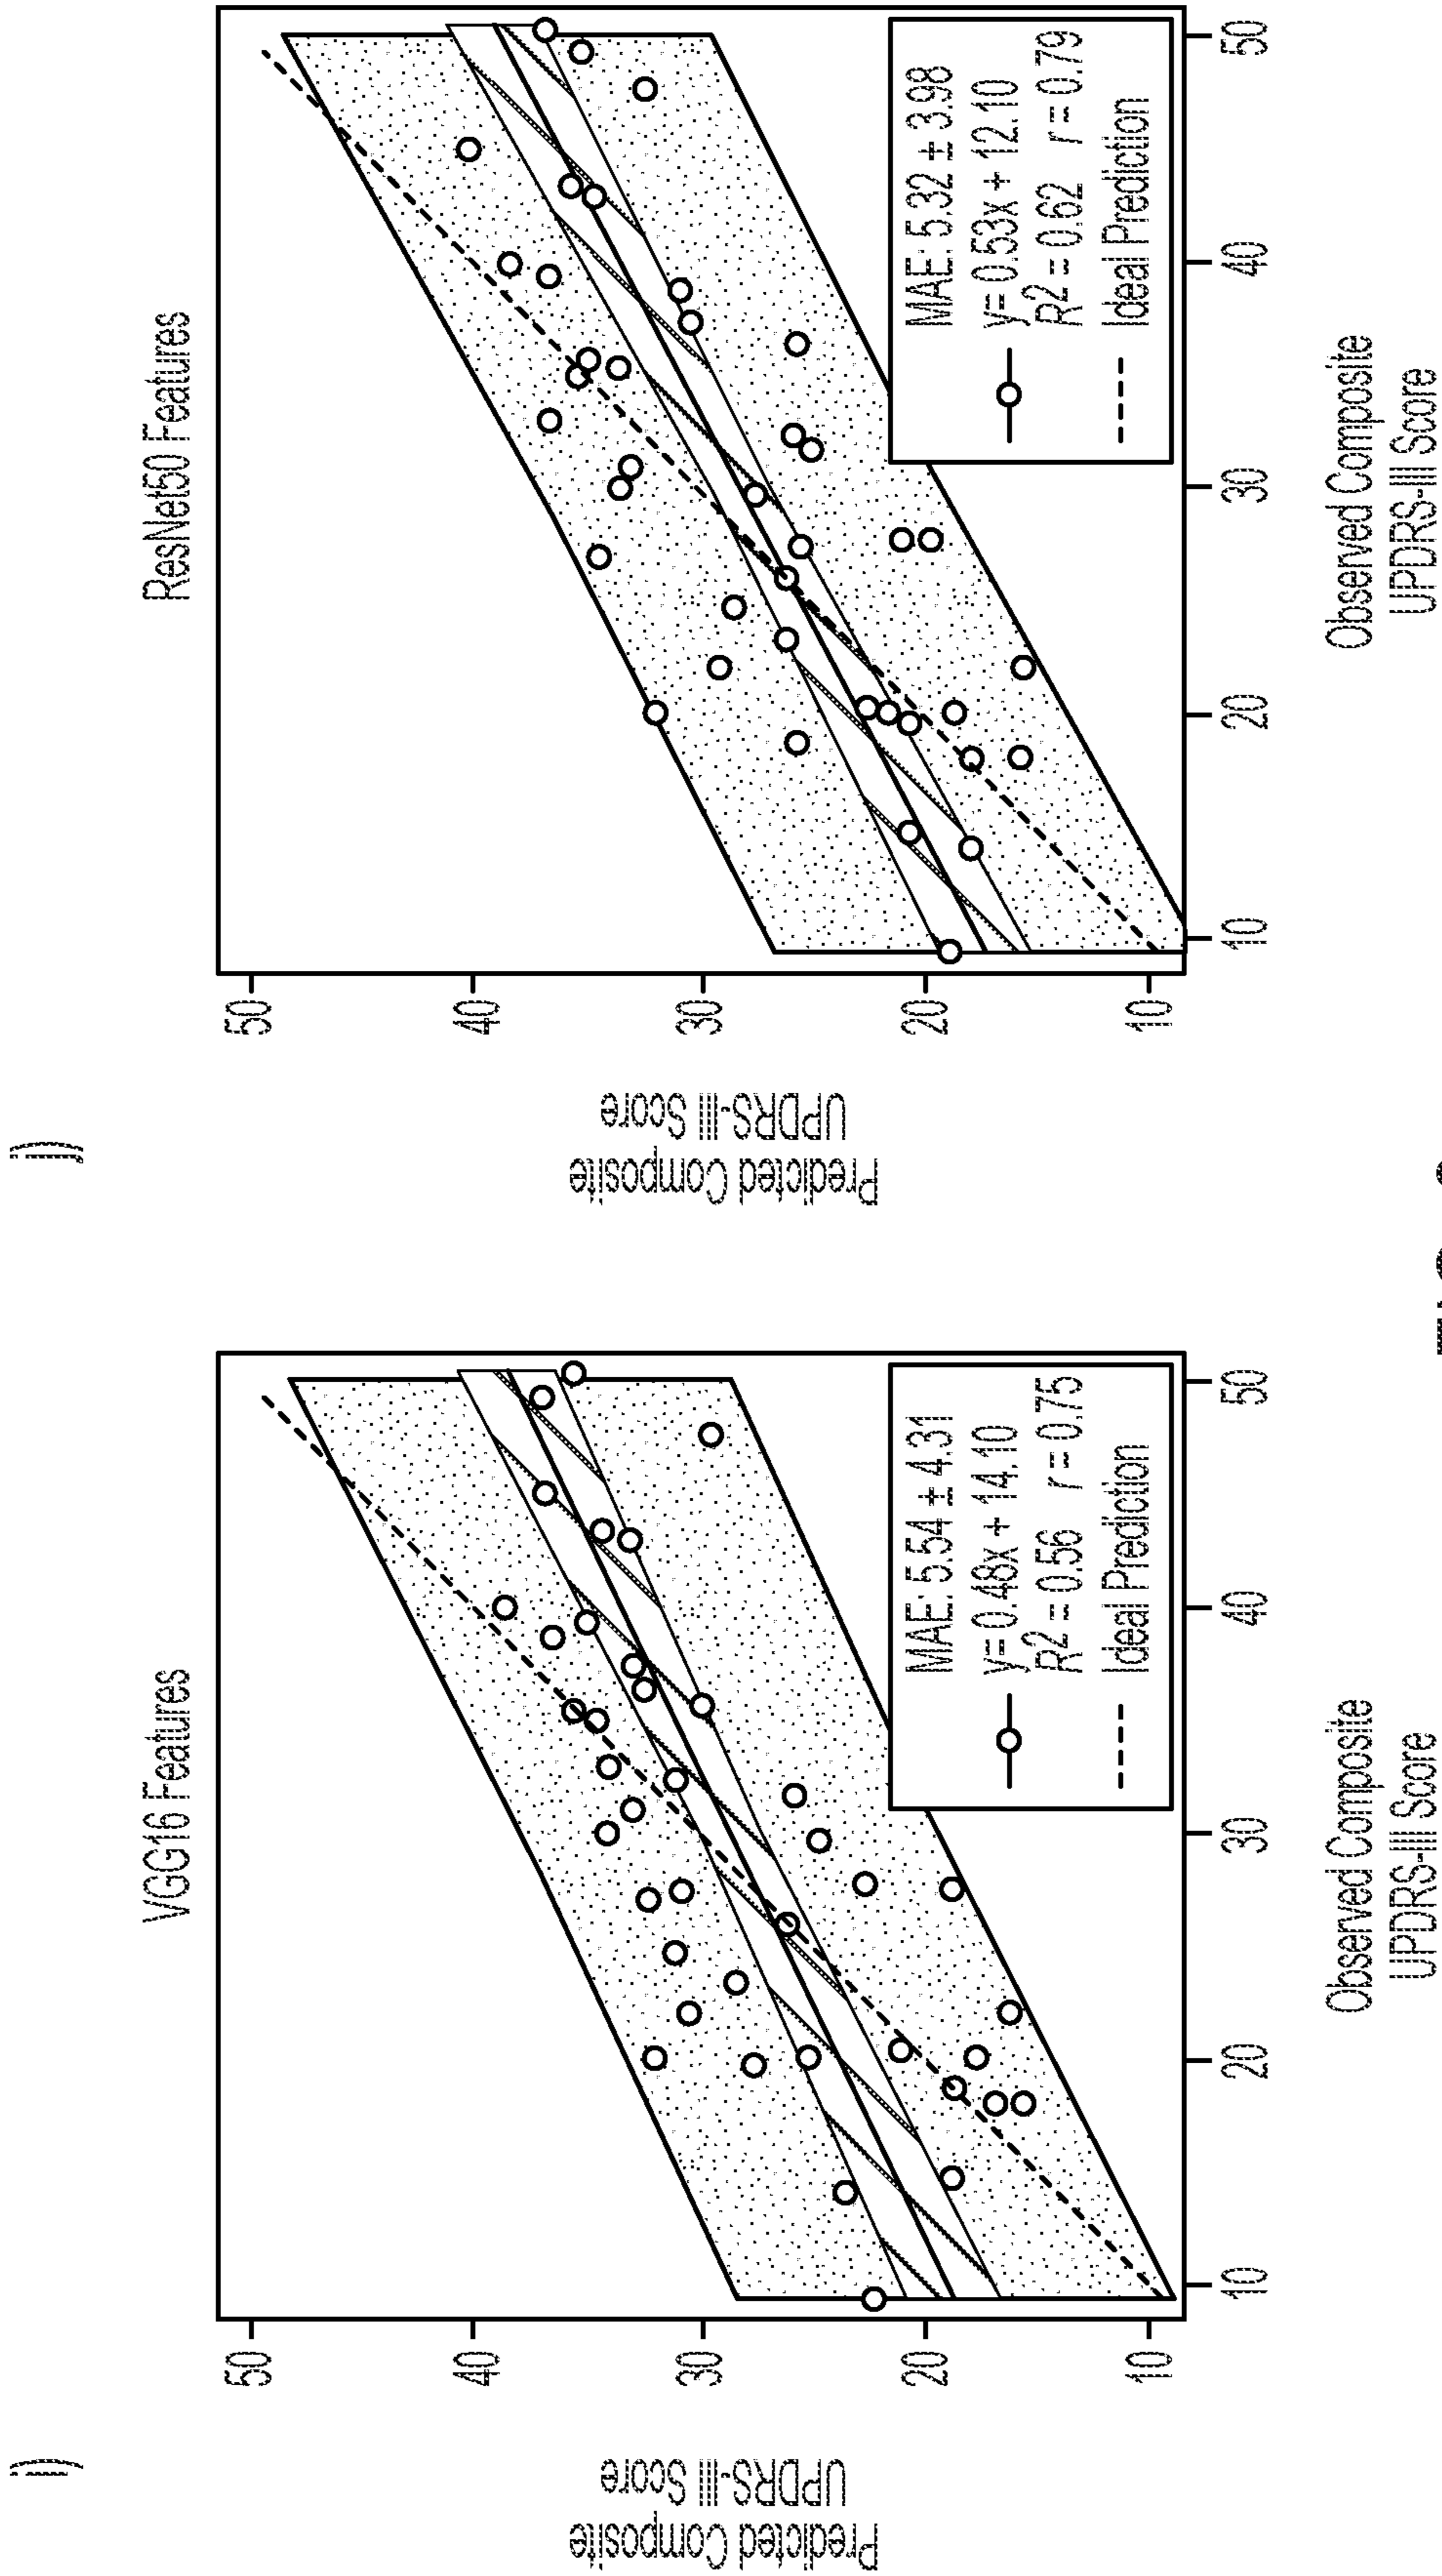 i)
VGG16 Features
Predicted Composite
UPDRS-III Score
50
40
30
20
10
MAE: 5.54 ± 4.31
y= 0.48x + 14.10
R2 = 0.56 r = 0.75
Ideal Prediction
10
20
30
40
50
Observed Composite
UPDRS-III Score
j)
ResNet50 Features
Predicted Composite
UPDRS-III Score
50
40
30
20
10
MAE: 5.32 ± 3.98
y= 0.53x + 12.10
R2 = 0.62 r = 0.79
Ideal Prediction
10
20
30
40
50
Observed Composite
UPDRS-III Score